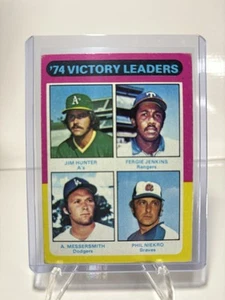 '74 VICTORY LEADERS
JIM HUNTER
A's
FERGIE JENKINS
Rangers
A. MESSERSMITH
Dodgers
PHIL NIEKRO
Braves